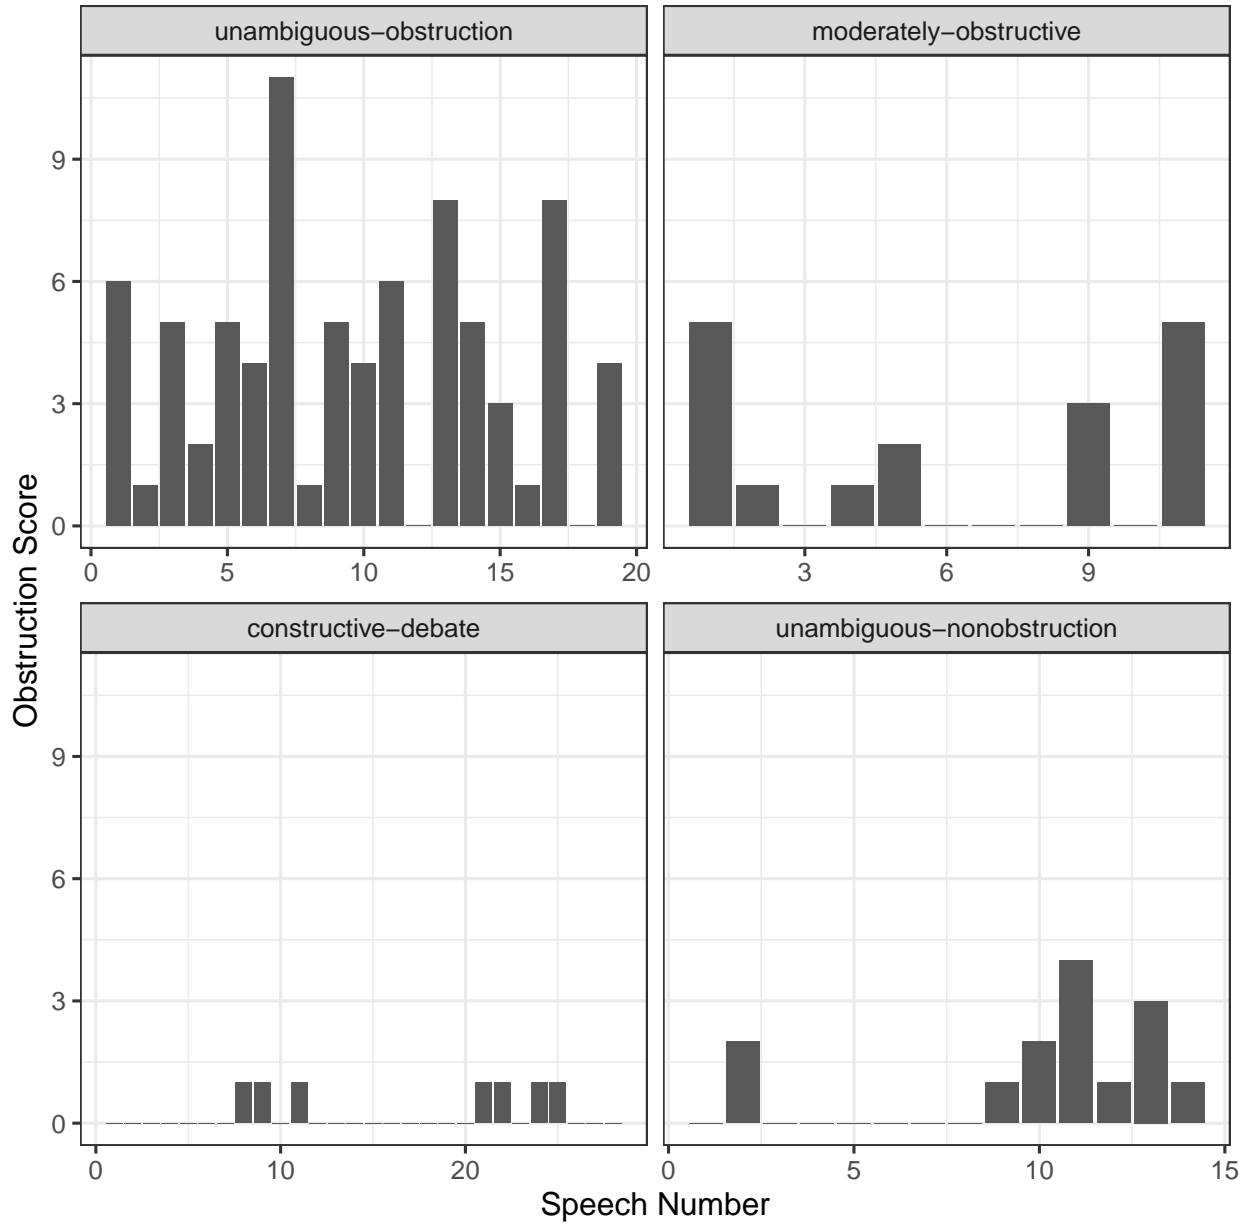 unambiguous−obstruction
moderately−obstructive
9
6
3
0
0 5 10 15 20
3 6 9
constructive−debate
unambiguous−nonobstruction
9
6
3
0
0 10 20
0 5 10 15
Obstruction Score
Speech Number